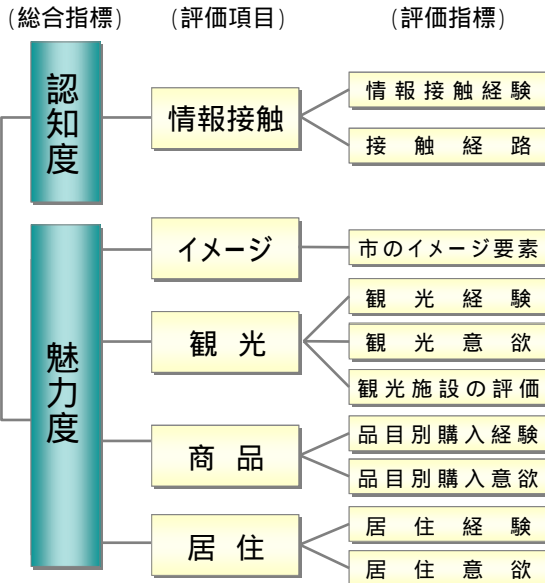 (総合指標) (評価項目) (評価指標)
認知度
情報接触
情報接触経験
接触経路
魅力度
イメージ
市のイメージ要素
観光
観光経験
観光意欲
観光施設の評価
商品
品目別購入経験
品目別購入意欲
居住
居住経験
居住意欲